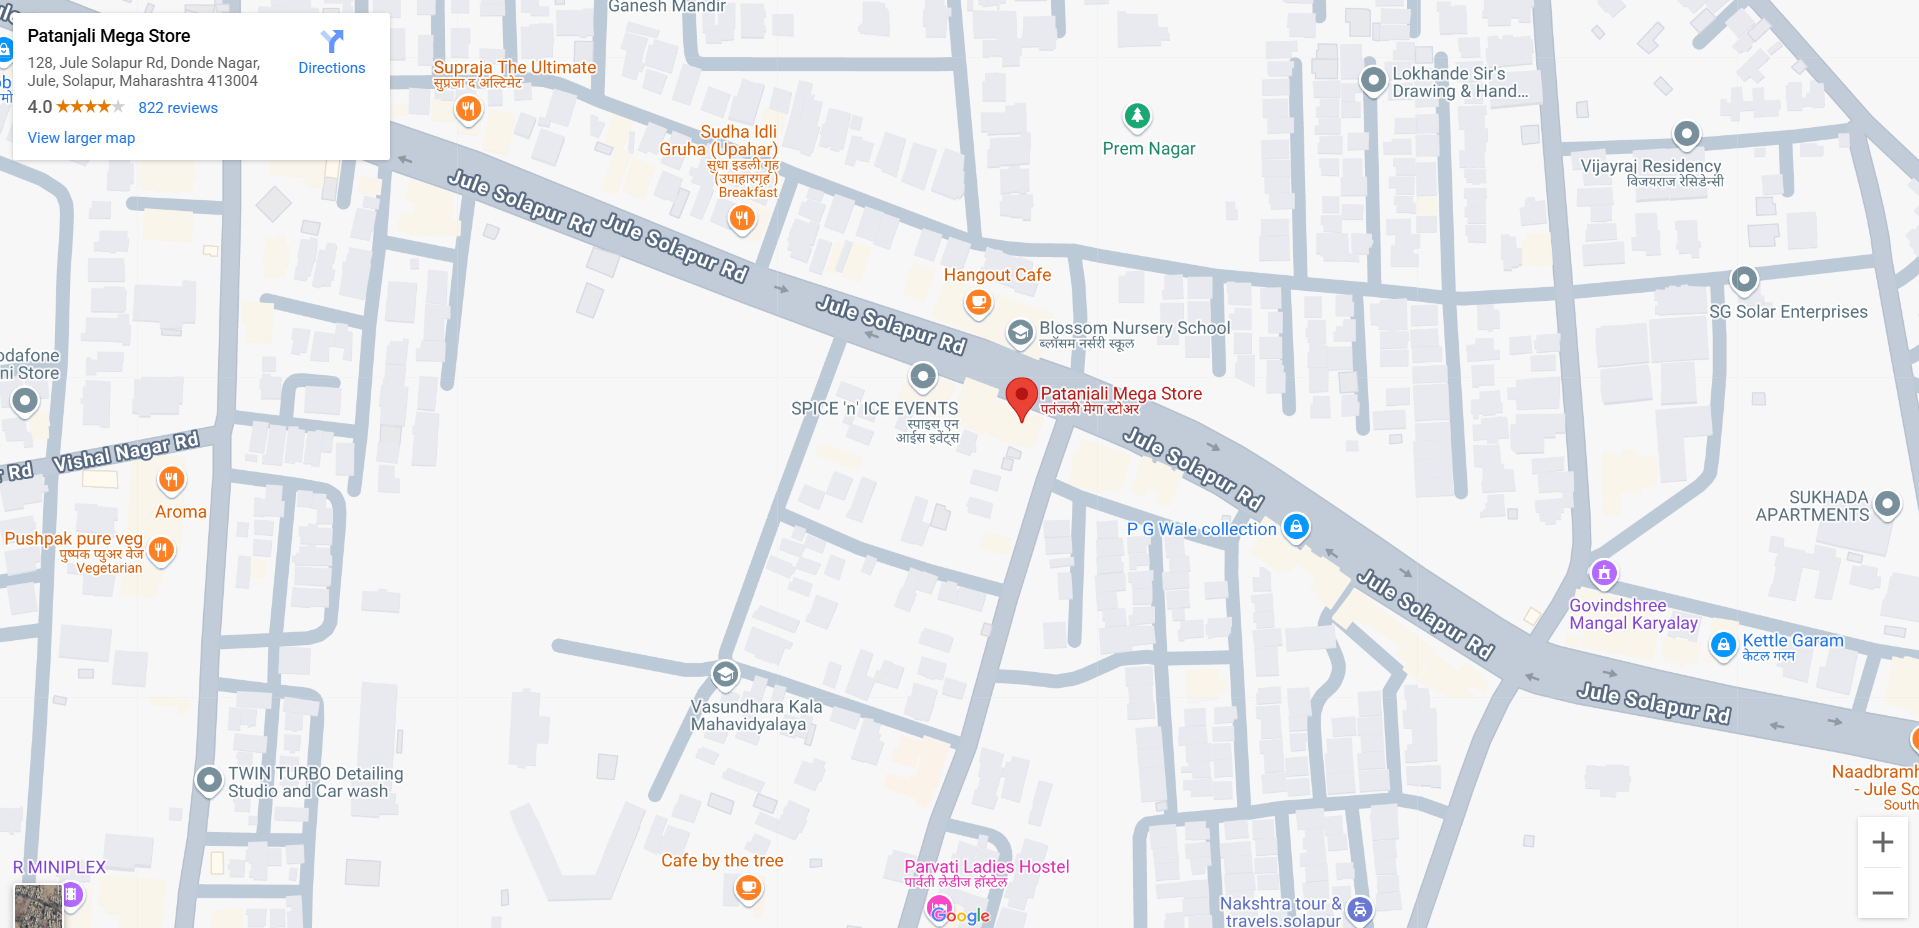 Patanjali Mega Store
128, Jule Solapur Rd, Donde Nagar,
Jule, Solapur, Maharashtra 413004
4.0
822 reviews
View larger map
Directions
Ganesh Mandir
Supraja The Ultimate
सुप्रजा द अल्टिमेट
Sudha Idli
Gruha (Upahar)
सुधा इडली गृह
(उपाहारगृह )
Breakfast
Lokhande Sir's
Drawing & Hand...
Prem Nagar
Vijayraj Residency
विजयराज रेसिडेन्सी
Jule Solapur Rd
Jule Solapur Rd
Jule Solapur Rd
Hangout Cafe
Blossom Nursery School
ब्लॉसम नर्सरी स्कूल
SG Solar Enterprises
odafone
ni Store
SPICE 'n' ICE EVENTS
स्पाइस एन
आईस इवेंट्स
Patanjali Mega Store
पतंजली मेगा स्टोअर
Jule Solapur Rd
Vishal Nagar Rd
Rd
Aroma
Pushpak pure veg
पुष्पक प्युअर वेज
Vegetarian
P G Wale collection
SUKHADA
APARTMENTS
Jule Solapur Rd
Govindshree
Mangal Karyalay
Kettle Garam
केटल गरम
Jule Solapur Rd
Vasundhara Kala
Mahavidyalaya
TWIN TURBO Detailing
Studio and Car wash
Naadbramh
- Jule So
South
R MINIPLEX
Cafe by the tree
Parvati Ladies Hostel
पार्वती लेडीज हॉस्टेल
Google
Nakshtra tour &
travels.solapur